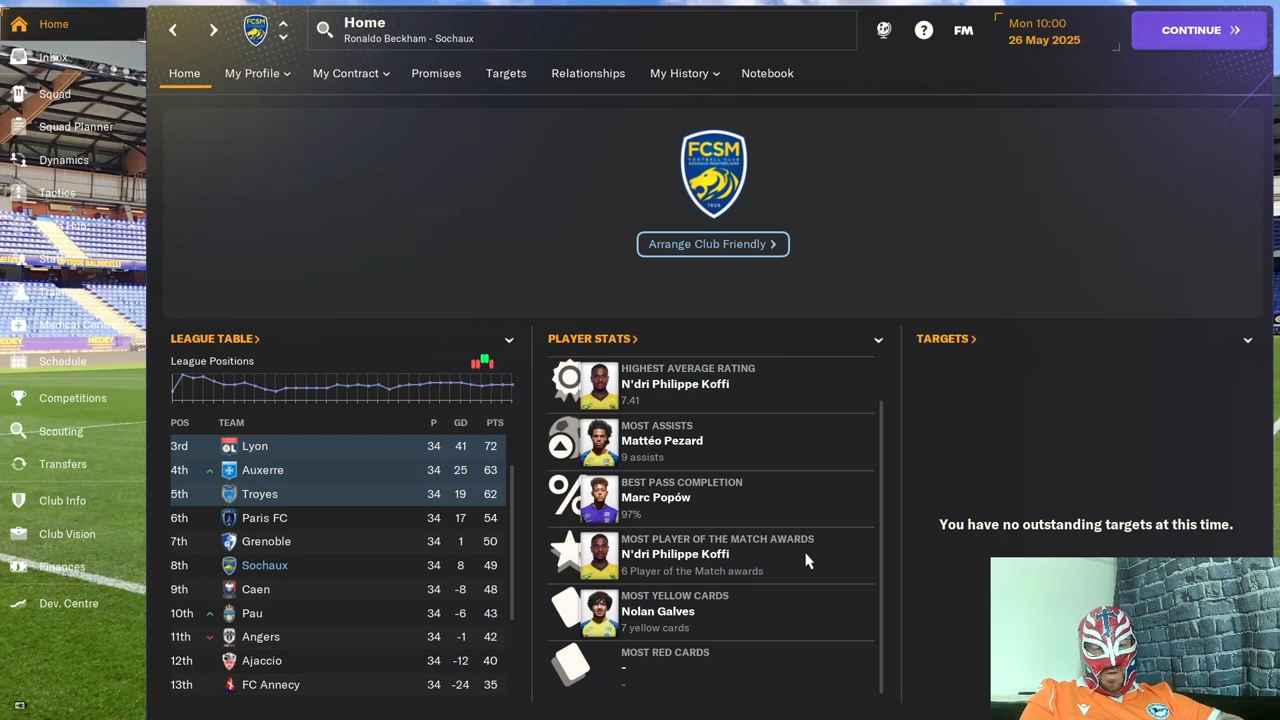 Home
Inbox
Squad
Squad Planner
Dynamics
Tactics
Staff
Training
Medical Centre
Schedule
Competitions
Scouting
Transfers
Club Info
Club Vision
Finances
Dev. Centre
FCSM
Home
Ronaldo Beckham - Sochaux
?
FM
Mon 10:00
26 May 2025
CONTINUE
Home My Profile My Contract Promises Targets Relationships My History Notebook
FCSM
1928
Arrange Club Friendly
LEAGUE TABLE
League Positions
POS TEAM P GD PTS
3rd Lyon 34 41 72
4th Auxerre 34 25 63
5th Troyes 34 19 62
6th Paris FC 34 17 54
7th Grenoble 34 1 50
8th Sochaux 34 8 49
9th Caen 34 -8 48
10th Pau 34 -6 43
11th Angers 34 -1 42
12th Ajaccio 34 -12 40
13th FC Annecy 34 -24 35
PLAYER STATS
HIGHEST AVERAGE RATING
N'dri Philippe Koffi
7.41
MOST ASSISTS
Mattéo Pezard
9 assists
BEST PASS COMPLETION
Marc Popów
97%
MOST PLAYER OF THE MATCH AWARDS
N'dri Philippe Koffi
6 Player of the Match awards
MOST YELLOW CARDS
Nolan Galves
7 yellow cards
MOST RED CARDS
-
-
TARGETS
You have no outstanding targets at this time.